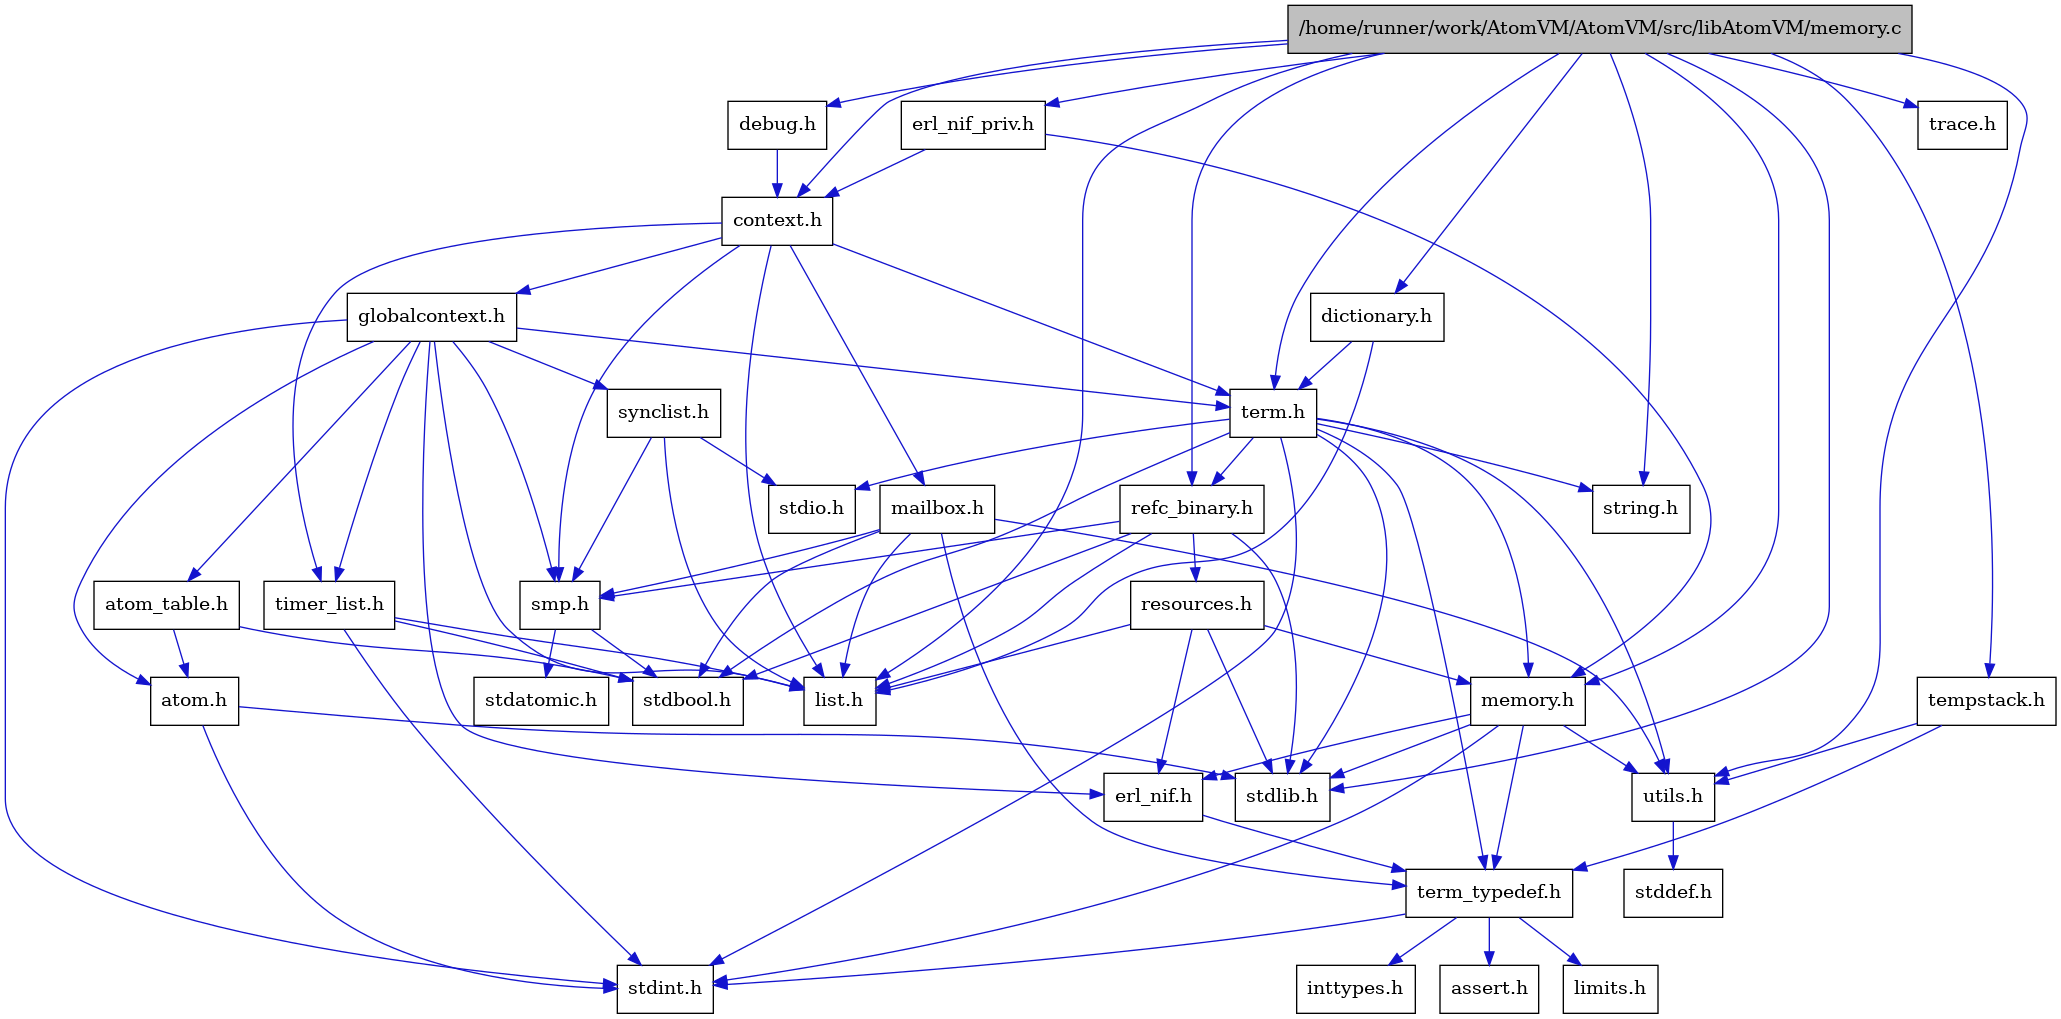 /home/runner/work/AtomVM/AtomVM/src/libAtomVM/memory.c
debug.h
erl_nif_priv.h
trace.h
context.h
globalcontext.h
dictionary.h
synclist.h
term.h
stdio.h
mailbox.h
refc_binary.h
string.h
atom_table.h
timer_list.h
smp.h
resources.h
atom.h
stdatomic.h
stdbool.h
list.h
memory.h
tempstack.h
erl_nif.h
stdlib.h
utils.h
term_typedef.h
stddef.h
stdint.h
inttypes.h
assert.h
limits.h